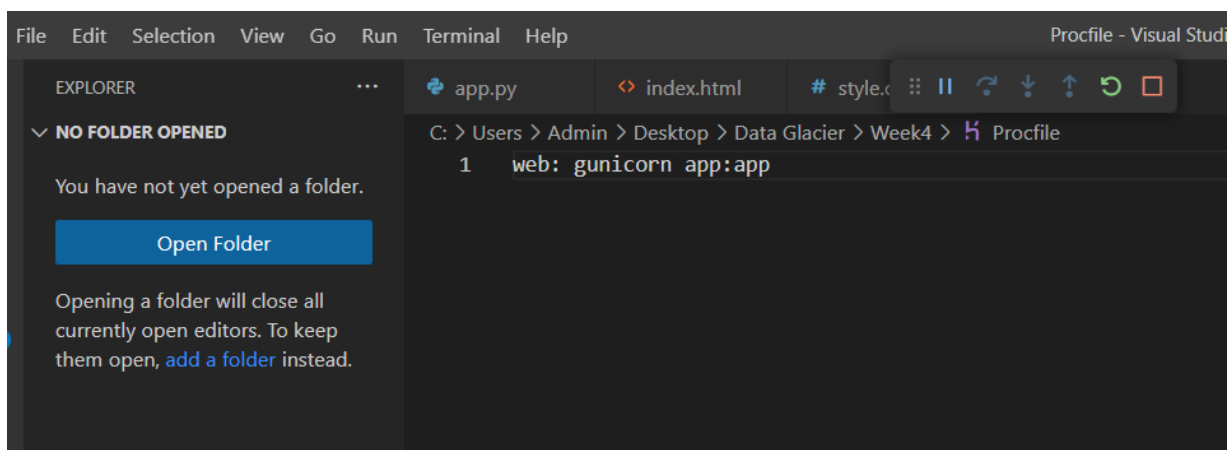 File Edit Selection View Go Run Terminal Help Procfile - Visual Studi
EXPLORER ...
app.py index.html # style.c
NO FOLDER OPENED
C: > Users > Admin > Desktop > Data Glacier > Week4 > Procfile
1 web: gunicorn app:app
You have not yet opened a folder.
Open Folder
Opening a folder will close all
currently open editors. To keep
them open, add a folder instead.